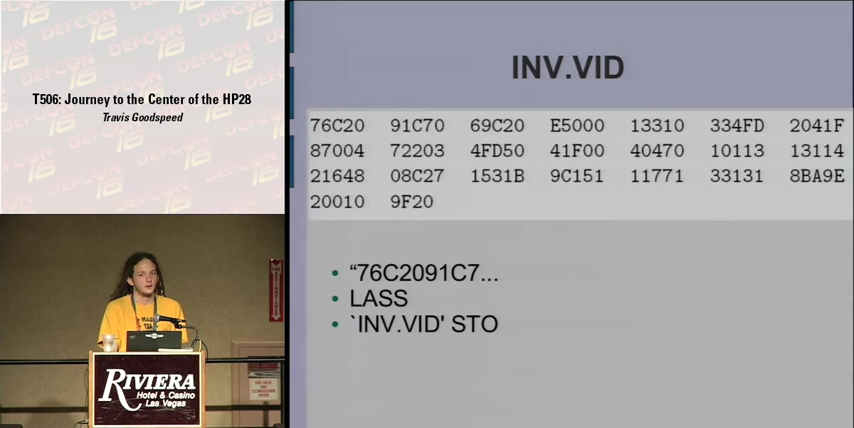 T506: Journey to the Center of the HP28
Travis Goodspeed
INV.VID
76C20 91C70 69C20 E5000 13310 334FD 2041F
87004 72203 4FD50 41F00 40470 10113 13114
21648 08C27 1531B 9C151 11771 33131 8BA9E
20010 9F20
• “76C2091C7...
• LASS
• `INV.VID' STO
RIVIERA
Hotel & Casino
Las Vegas
DEFCON
16